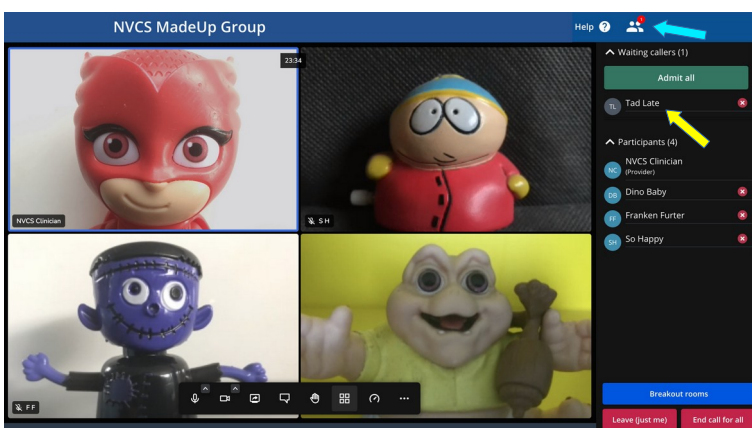 NVCS MadeUp Group
Help ?
1
23:34
NVCS Clinician
S H
F F
Waiting callers (1)
Admit all
TL Tad Late
Participants (4)
NC NVCS Clinician
(Provider)
DB Dino Baby
FF Franken Furter
SH So Happy
Breakout rooms
Leave (just me) End call for all